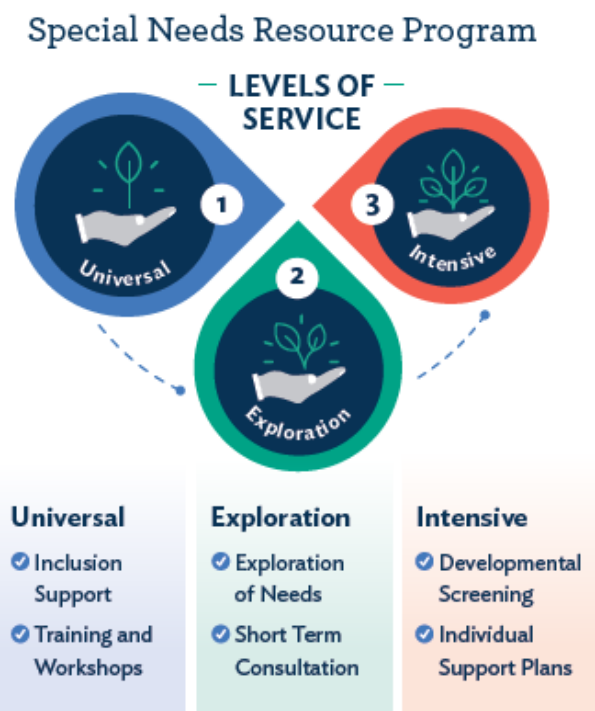 Special Needs Resource Program
LEVELS OF
SERVICE
1
Universal
2
Exploration
3
Intensive
Universal
Inclusion
Support
Training and
Workshops
Exploration
Exploration
of Needs
Short Term
Consultation
Intensive
Developmental
Screening
Individual
Support Plans